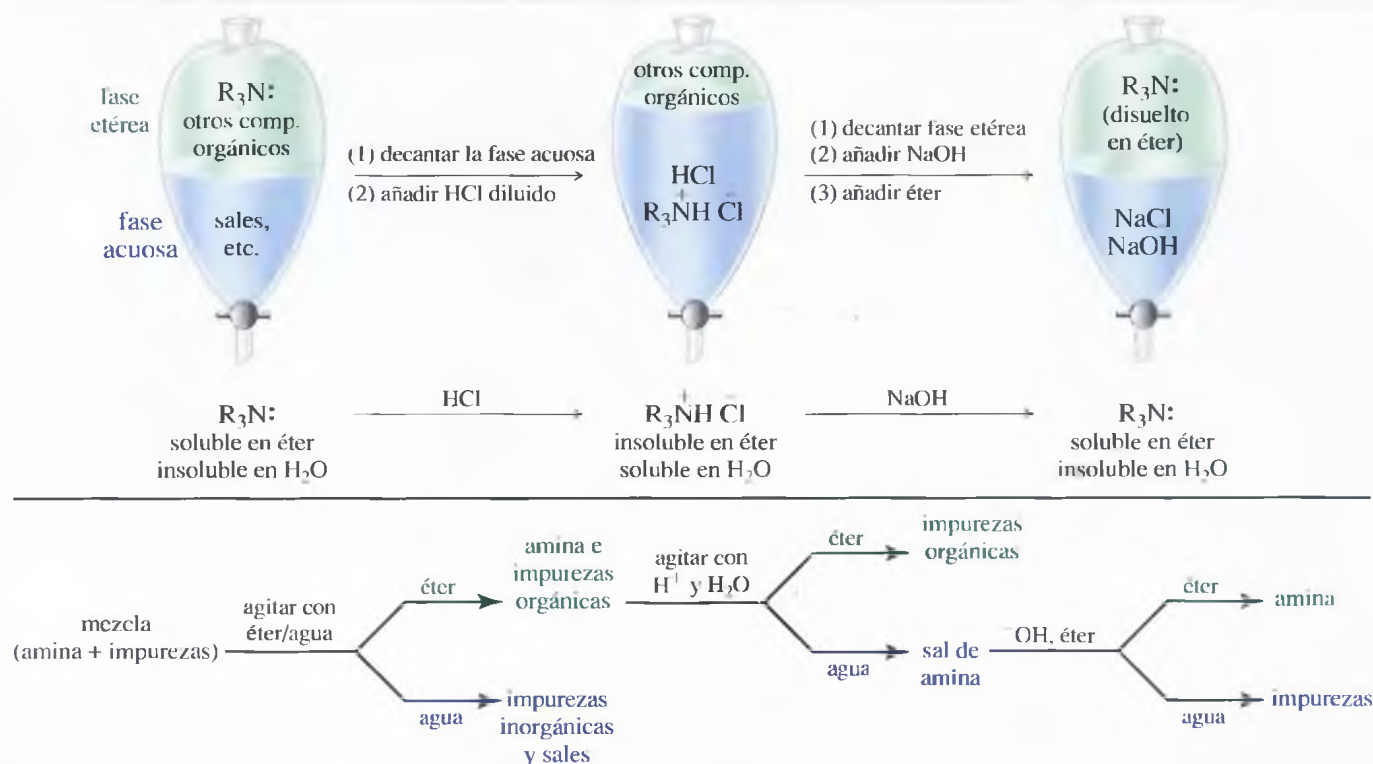 fase
etérea
R₃N:
otros comp.
orgánicos
fase
acuosa
sales,
etc.
(1) decantar la fase acuosa
(2) añadir HCl diluido
otros comp.
orgánicos
HCl
R₃N⁺H Cl⁻
(1) decantar fase etérea
(2) añadir NaOH
(3) añadir éter
R₃N:
(disuelto
en éter)
NaCl
NaOH
R₃N:
soluble en éter
insoluble en H₂O
HCl
R₃N⁺H Cl⁻
insoluble en éter
soluble en H₂O
NaOH
R₃N:
soluble en éter
insoluble en H₂O
mezcla
(amina + impurezas)
agitar con
éter/agua
éter
amina e
impurezas
orgánicas
agua
impurezas
inorgánicas
y sales
agitar con
H⁺ y H₂O
éter
impurezas
orgánicas
agua
sal de
amina
⁻OH, éter
éter
amina
agua
impurezas